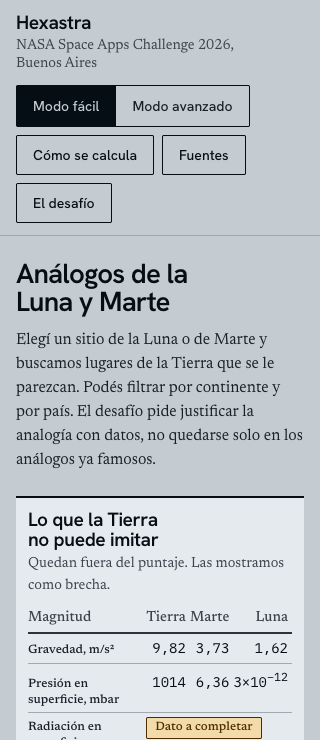 Hexastra
NASA Space Apps Challenge 2026,
Buenos Aires
Modo fácil Modo avanzado
Cómo se calcula Fuentes
El desafío
Análogos de la
Luna y Marte
Elegí un sitio de la Luna o de Marte y
buscamos lugares de la Tierra que se le
parezcan. Podés filtrar por continente y
por país. El desafío pide justificar la
analogía con datos, no quedarse solo en los
análogos ya famosos.
Lo que la Tierra
no puede imitar
Quedan fuera del puntaje. Las mostramos
como brecha.
Magnitud Tierra Marte Luna
Gravedad, m/s² 9,82 3,73 1,62
Presión en 1014 6,36 3×10⁻¹²
superficie, mbar
Radiación en Dato a completar